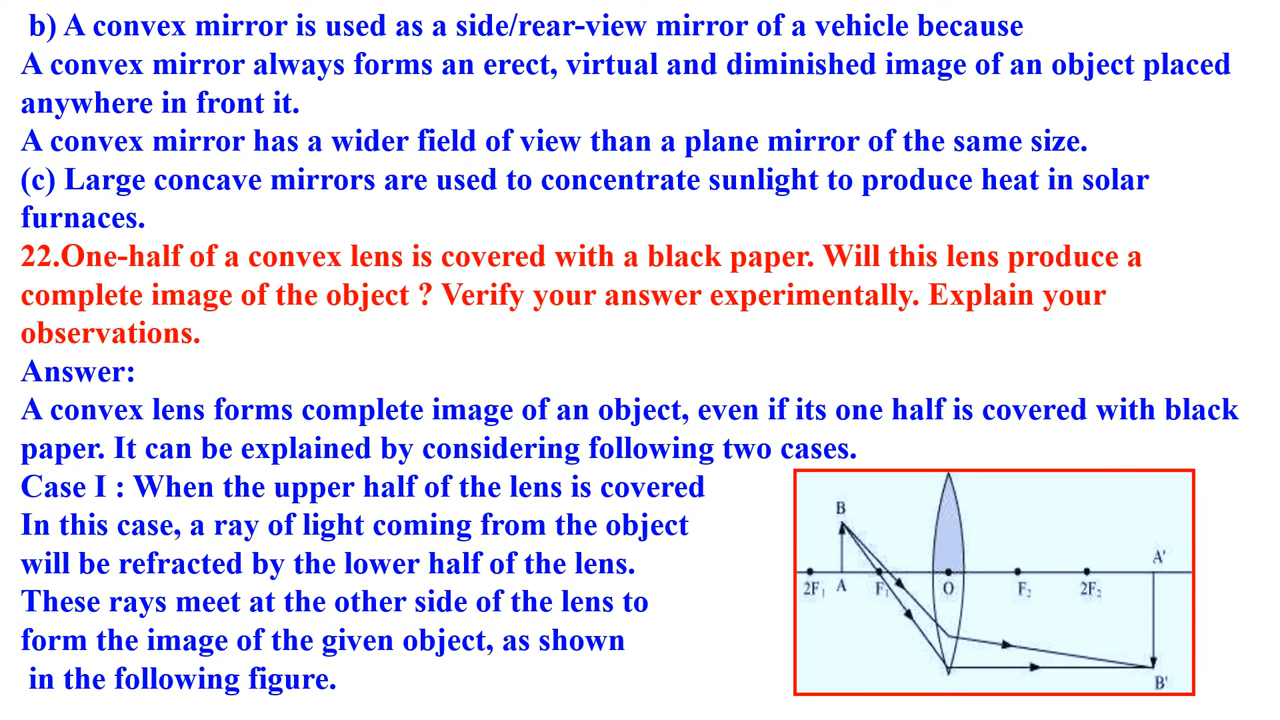 b) A convex mirror is used as a side/rear-view mirror of a vehicle because
A convex mirror always forms an erect, virtual and diminished image of an object placed
anywhere in front it.
A convex mirror has a wider field of view than a plane mirror of the same size.
(c) Large concave mirrors are used to concentrate sunlight to produce heat in solar
furnaces.
22.One-half of a convex lens is covered with a black paper. Will this lens produce a
complete image of the object ? Verify your answer experimentally. Explain your
observations.
Answer:
A convex lens forms complete image of an object, even if its one half is covered with black
paper. It can be explained by considering following two cases.
Case I : When the upper half of the lens is covered
In this case, a ray of light coming from the object
will be refracted by the lower half of the lens.
These rays meet at the other side of the lens to
form the image of the given object, as shown
in the following figure.
B
A'
2F₁ A F₁ O F₂ 2F₂
B'